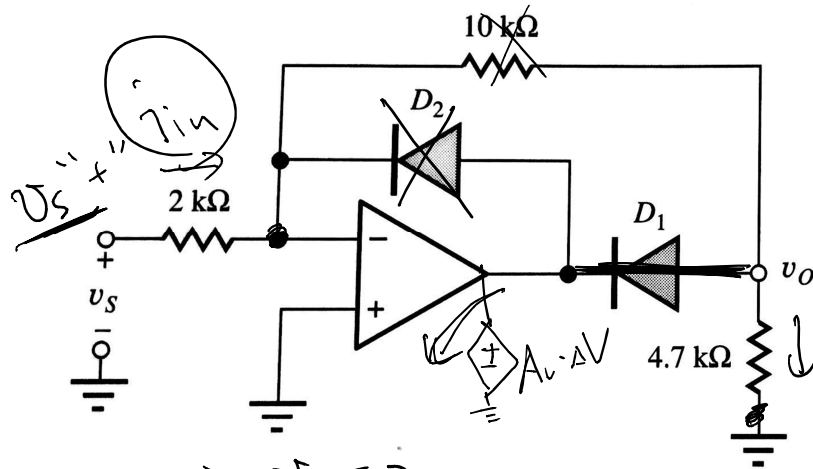 10 kΩ
D₂
iin
Vs "+"
2 kΩ
D₁
−
+
+
vS
−
+
vO
4.7 kΩ
±
Av·ΔV